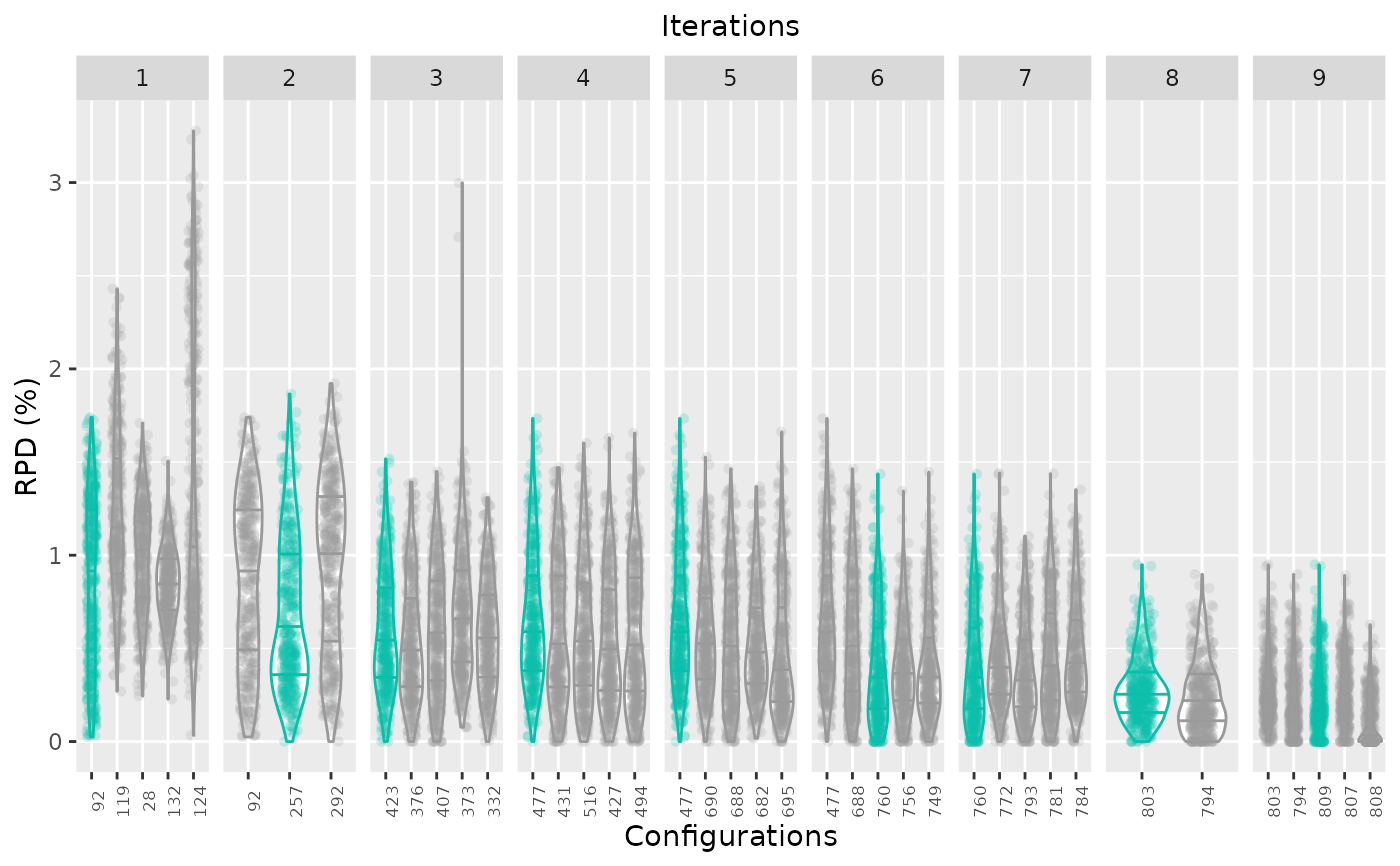 Iterations
1 2 3 4 5 6 7 8 9
3
2
1
0
RPD (%)
92 119 28 132 124 92 257 292 423 376 407 373 332 477 431 516 427 494 477 690 688 682 695 477 688 760 756 749 760 772 793 781 784 803 794 803 794 809 807 808
Configurations